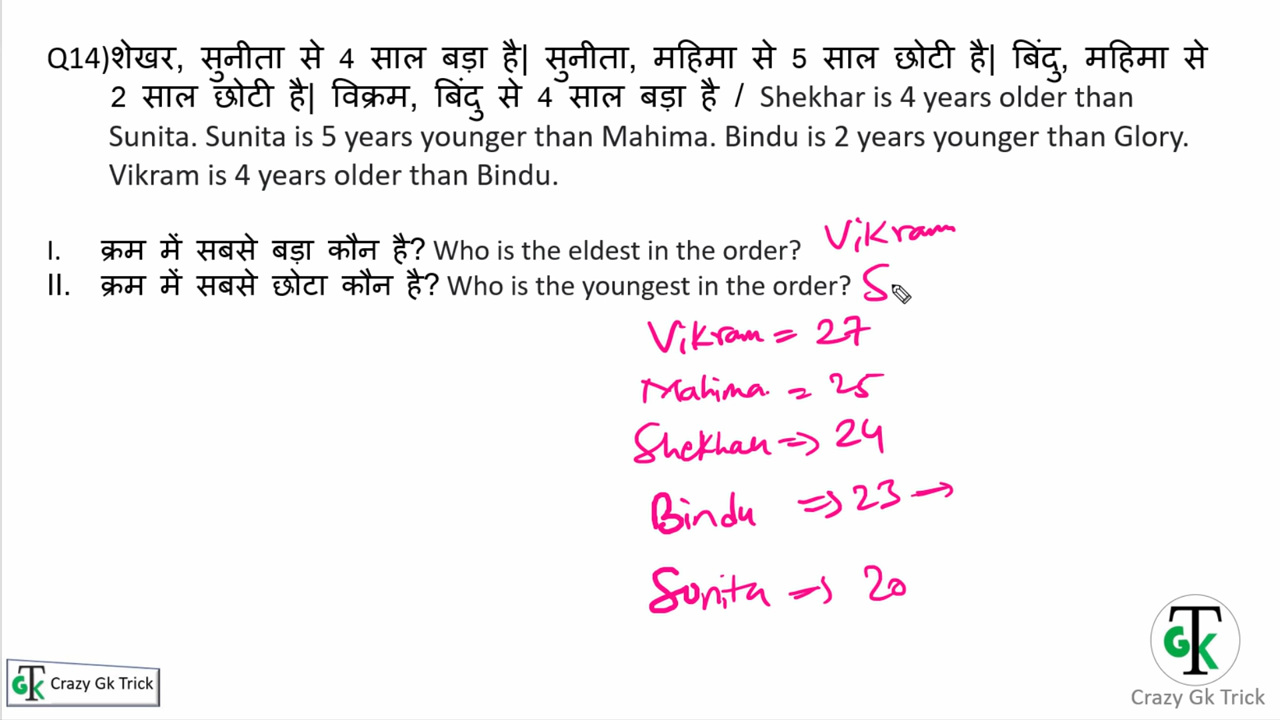 Q14)शेखर, सुनीता से 4 साल बड़ा है| सुनीता, महिमा से 5 साल छोटी है| बिंदु, महिमा से
2 साल छोटी है| विक्रम, बिंदु से 4 साल बड़ा है / Shekhar is 4 years older than
Sunita. Sunita is 5 years younger than Mahima. Bindu is 2 years younger than Glory.
Vikram is 4 years older than Bindu.
I. क्रम में सबसे बड़ा कौन है? Who is the eldest in the order? Vikram
II. क्रम में सबसे छोटा कौन है? Who is the youngest in the order? S
Vikram = 27
Mahima = 25
Shekhar => 24
Bindu => 23 →
Sunita => 20
GTK Crazy Gk Trick
GTK
Crazy Gk Trick